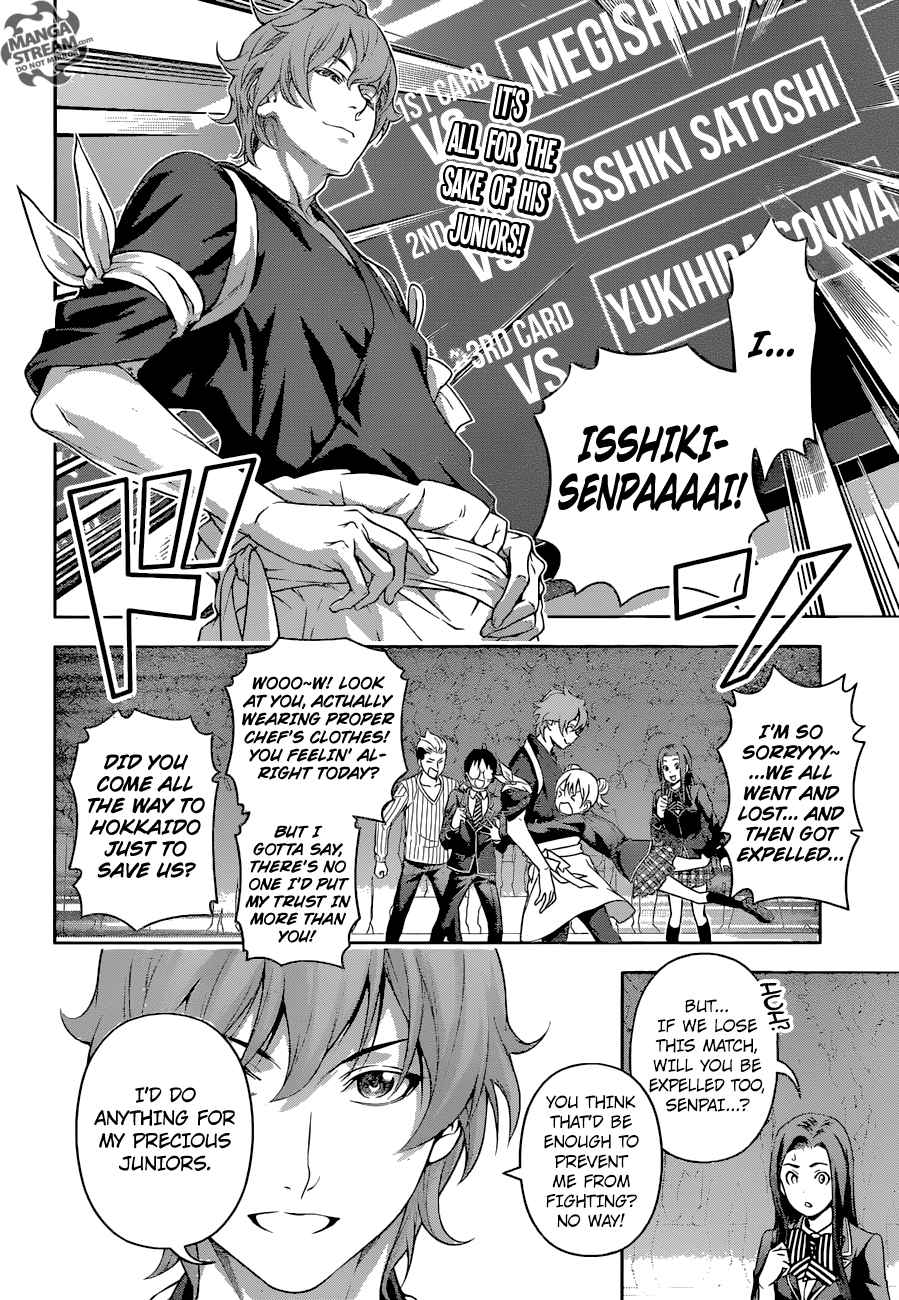 MANGA
STREAM.com
DO NOT MIRROR
1ST CARD
VS
MEGISHIMA
IT'S
ALL FOR THE
SAKE OF HIS
JUNIORS!
2ND
VS
ISSHIKI SATOSHI
3RD CARD
VS
YUKIHIRA SOUMA
I...
ISSHIKI-
SENPAAAAI!
I'M SO
SORRYYY~
...WE ALL
WENT AND
LOST... AND
THEN GOT
EXPELLED...
WOOO~W! LOOK
AT YOU, ACTUALLY
WEARING PROPER
CHEF'S CLOTHES!
YOU FEELIN' AL-
RIGHT TODAY?
BUT I
GOTTA SAY,
THERE'S NO
ONE I'D PUT
MY TRUST IN
MORE THAN
YOU!
DID YOU
COME ALL
THE WAY TO
HOKKAIDO
JUST TO
SAVE US?
HUH?
BUT...
IF WE LOSE
THIS MATCH,
WILL YOU BE
EXPELLED TOO,
SENPAI...?
YOU THINK
THAT'D BE
ENOUGH TO
PREVENT
ME FROM
FIGHTING?
NO WAY!
I'D DO
ANYTHING FOR
MY PRECIOUS
JUNIORS.